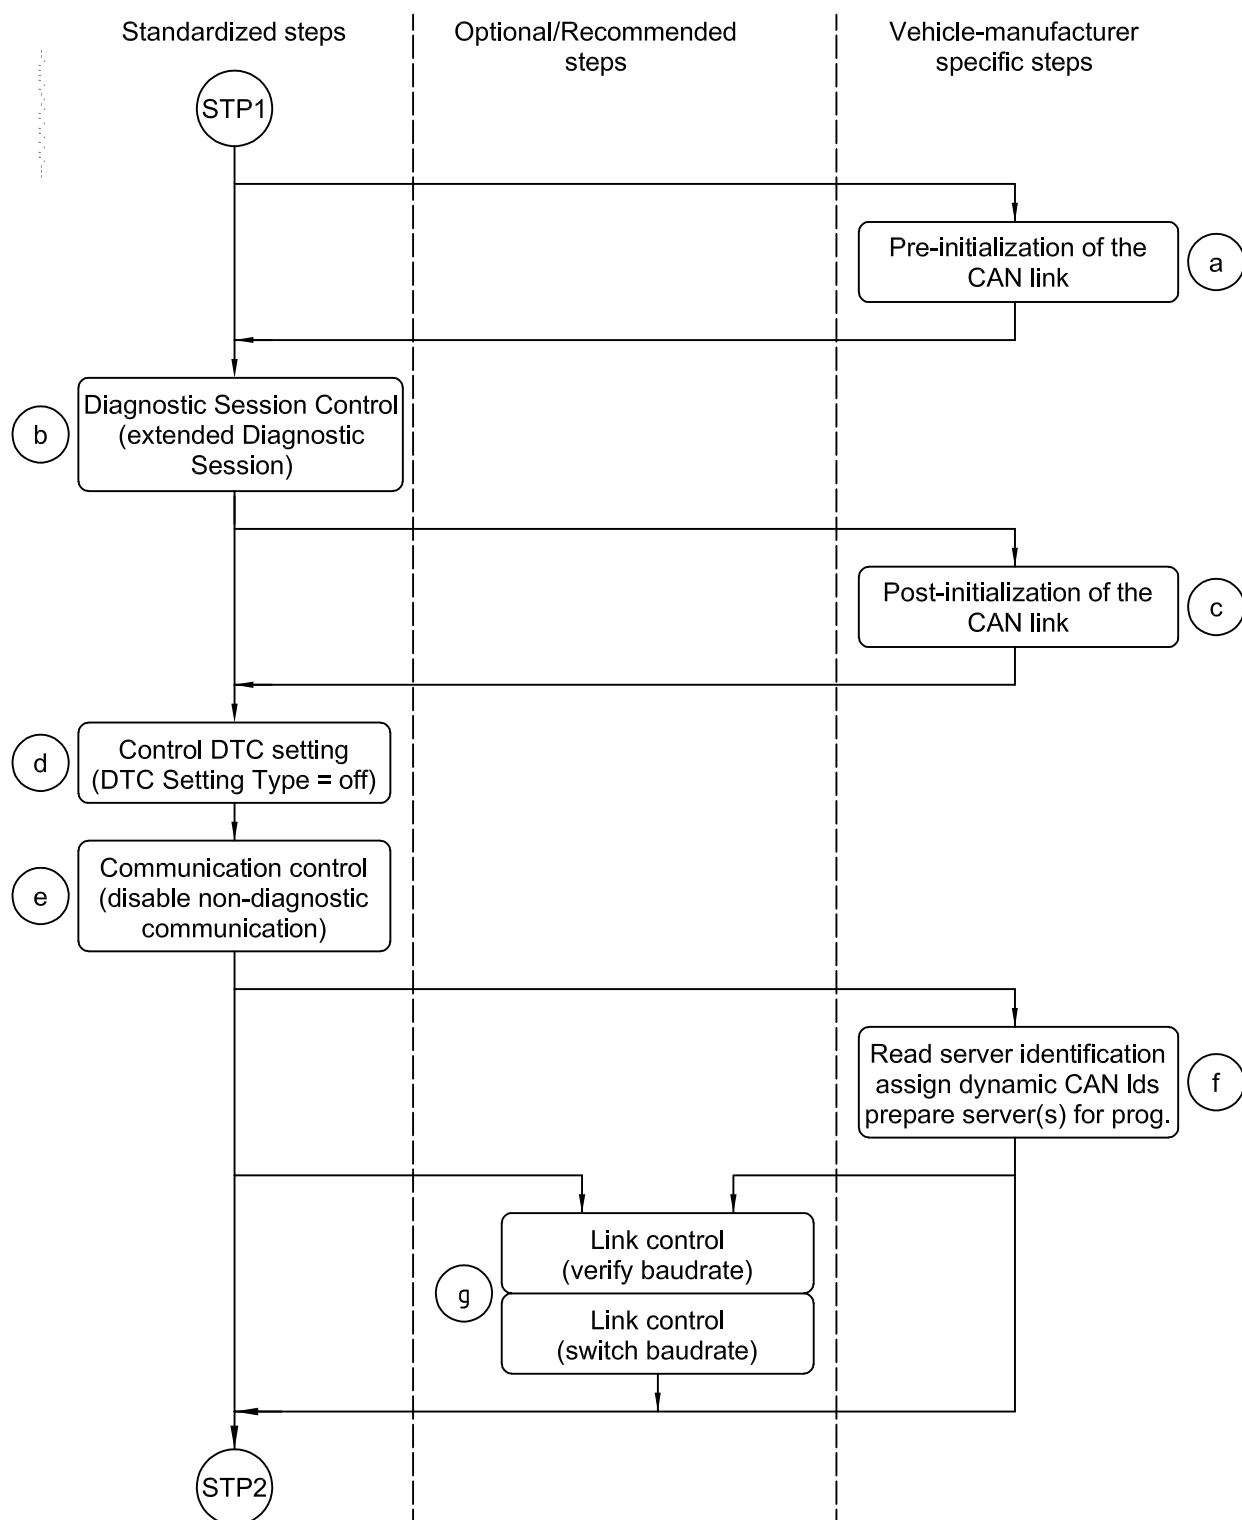 Standardized steps
Optional/Recommended
steps
Vehicle-manufacturer
specific steps
STP1
Pre-initialization of the
CAN link
a
Diagnostic Session Control
(extended Diagnostic
Session)
b
Post-initialization of the
CAN link
c
Control DTC setting
(DTC Setting Type = off)
d
Communication control
(disable non-diagnostic
communication)
e
Read server identification
assign dynamic CAN Ids
prepare server(s) for prog.
f
Link control
(verify baudrate)
g
Link control
(switch baudrate)
STP2